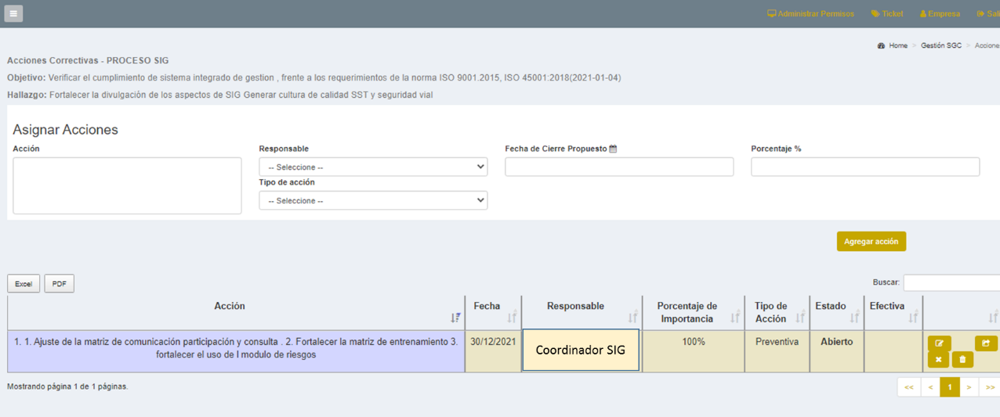 Administrar Permisos Ticket Empresa
Home > Gestión SGC >
Acciones Correctivas - PROCESO SIG
Objetivo: Verificar el cumplimiento de sistema integrado de gestion , frente a los requerimientos de la norma ISO 9001.2015, ISO 45001:2018(2021-01-04)
Hallazgo: Fortalecer la divulgación de los aspectos de SIG Generar cultura de calidad SST y seguridad vial
Asignar Acciones
Acción Responsable Fecha de Cierre Propuesto Porcentaje %
-- Seleccione --
Tipo de acción
-- Seleccione --
Agregar acción
Excel PDF Buscar:
Acción Fecha Responsable Porcentaje de Importancia Tipo de Acción Estado Efectiva
1. 1. Ajuste de la matriz de comunicación participación y consulta . 2. Fortalecer la matriz de entrenamiento 3. 30/12/2021 Coordinador SIG 100% Preventiva Abierto
fortalecer el uso de l modulo de riesgos
Mostrando página 1 de 1 páginas.
<< < 1 > >>